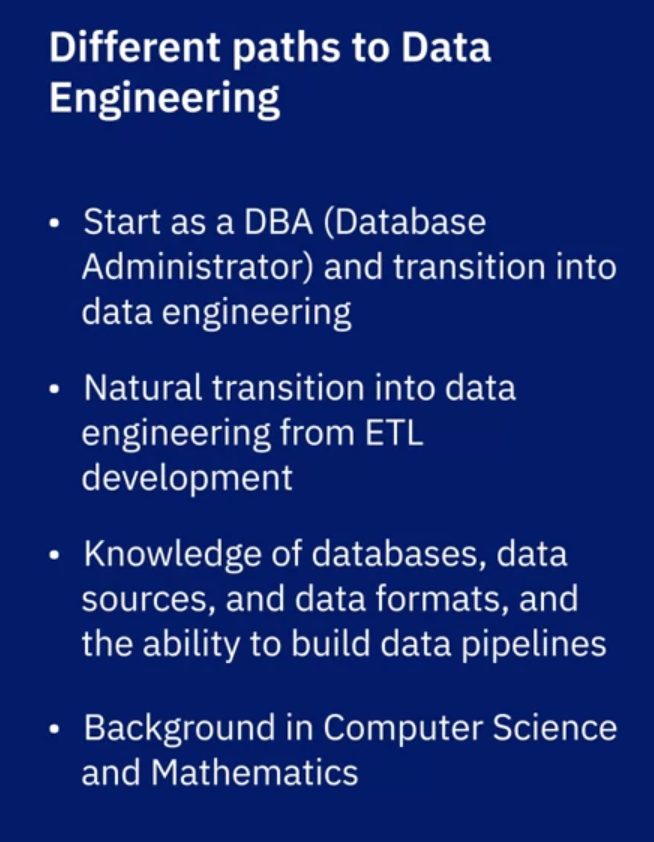 Different paths to Data
Engineering
• Start as a DBA (Database
Administrator) and transition into
data engineering
• Natural transition into data
engineering from ETL
development
• Knowledge of databases, data
sources, and data formats, and
the ability to build data pipelines
• Background in Computer Science
and Mathematics